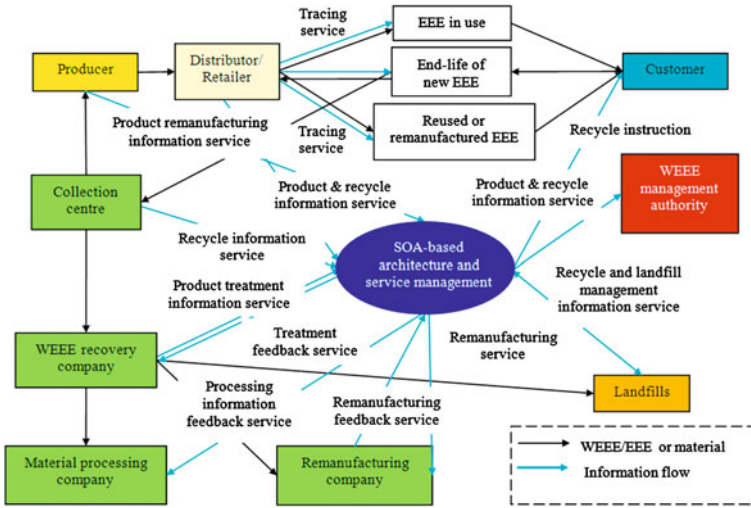 Tracing
service
EEE in use
Producer
Distributor/
Retailer
End-life of
new EEE
Customer
Product remanufacturing
information service
Tracing
service
Reused or
remanufactured EEE
Recycle instruction
Collection
centre
Product & recycle
information service
Product & recycle
information service
WEEE
management
authority
Recycle information
service
SOA-based
architecture and
service management
Product treatment
information service
Recycle and landfill
management
information service
WEEE recovery
company
Treatment
feedback service
Remanufacturing
service
Processing
information
feedback service
Remanufacturing
feedback service
Landfills
Material processing
company
Remanufacturing
company
WEEE/EEE or material
Information flow